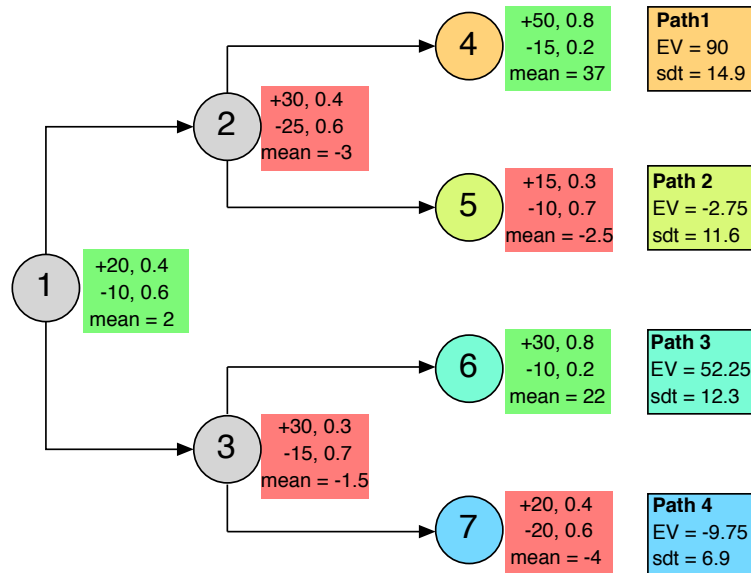 4
+50, 0.8
-15, 0.2
mean = 37
Path1
EV = 90
sdt = 14.9
2
+30, 0.4
-25, 0.6
mean = -3
5
+15, 0.3
-10, 0.7
mean = -2.5
Path 2
EV = -2.75
sdt = 11.6
1
+20, 0.4
-10, 0.6
mean = 2
6
+30, 0.8
-10, 0.2
mean = 22
Path 3
EV = 52.25
sdt = 12.3
3
+30, 0.3
-15, 0.7
mean = -1.5
7
+20, 0.4
-20, 0.6
mean = -4
Path 4
EV = -9.75
sdt = 6.9